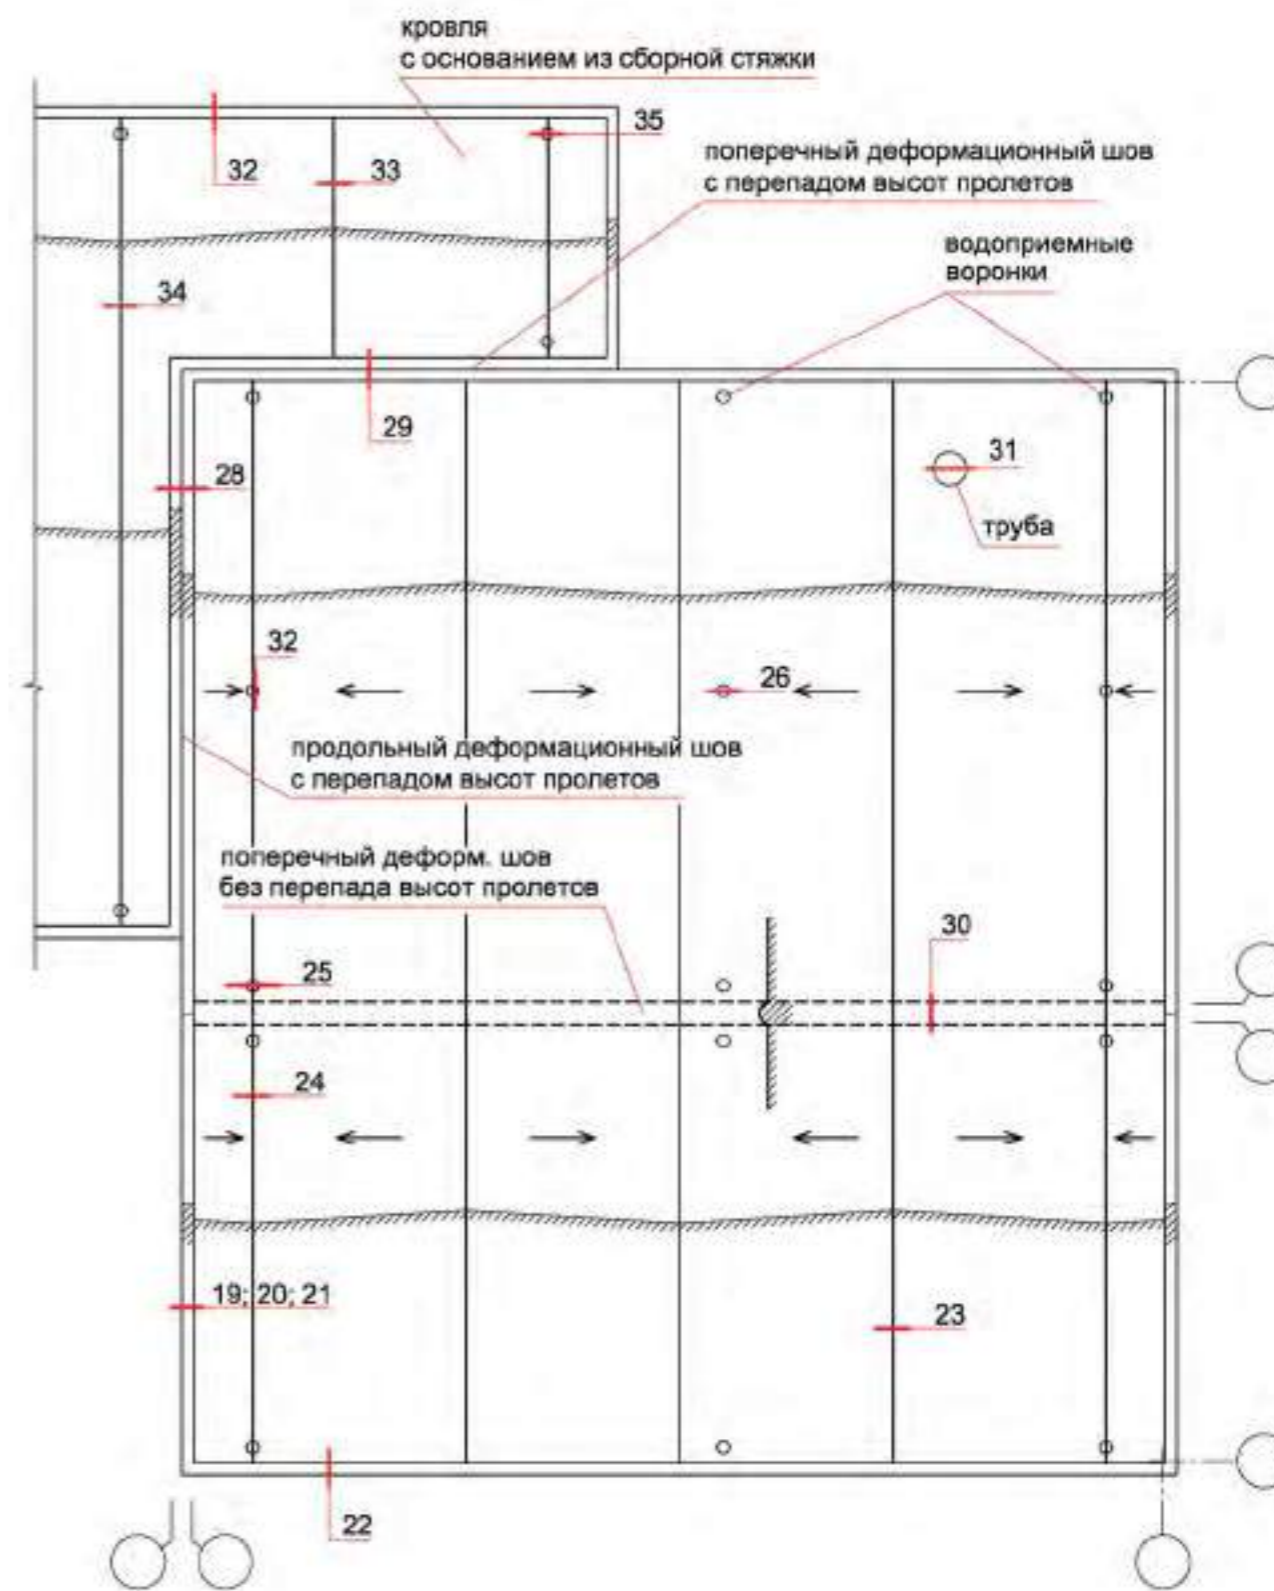 кровля
с основанием из сборной стяжки
35
32
33
поперечный деформационный шов
с перепадом высот пролетов
водоприемные
воронки
34
29
31
28
труба
32
26
продольный деформационный шов
с перепадом высот пролетов
поперечный деформ. шов
без перепада высот пролетов
30
25
24
19; 20; 21
23
22